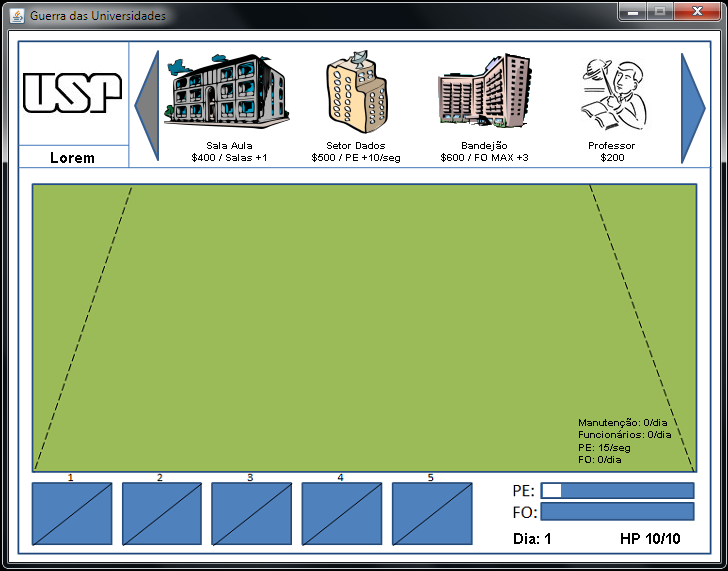 Guerra das Universidades
USP
Lorem
Sala Aula
$400 / Salas +1
Setor Dados
$500 / PE +10/seg
Bandejão
$600 / FO MAX +3
Professor
$200
Manutenção: 0/dia
Funcionários: 0/dia
PE: 15/seg
FO: 0/dia
1 2 3 4 5
PE:
FO:
Dia: 1 HP 10/10